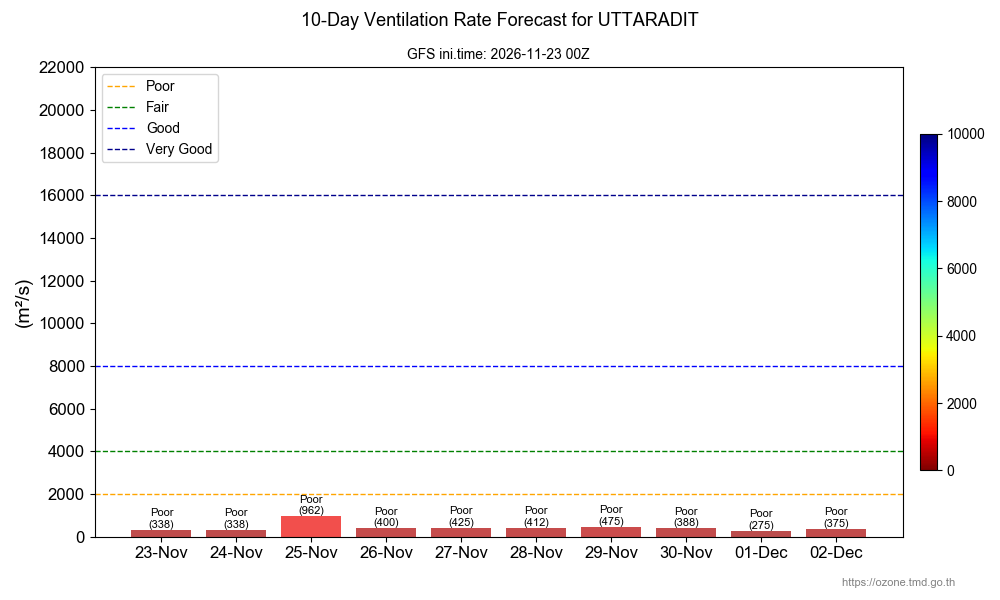 10-Day Ventilation Rate Forecast for UTTARADIT
GFS ini.time: 2026-11-23 00Z
22000
20000
18000
16000
14000
12000
10000
8000
6000
4000
2000
0
(m²/s)
Poor
Fair
Good
Very Good
Poor
(338)
Poor
(338)
Poor
(962)
Poor
(400)
Poor
(425)
Poor
(412)
Poor
(475)
Poor
(388)
Poor
(275)
Poor
(375)
23-Nov 24-Nov 25-Nov 26-Nov 27-Nov 28-Nov 29-Nov 30-Nov 01-Dec 02-Dec
10000
8000
6000
4000
2000
0
https://ozone.tmd.go.th